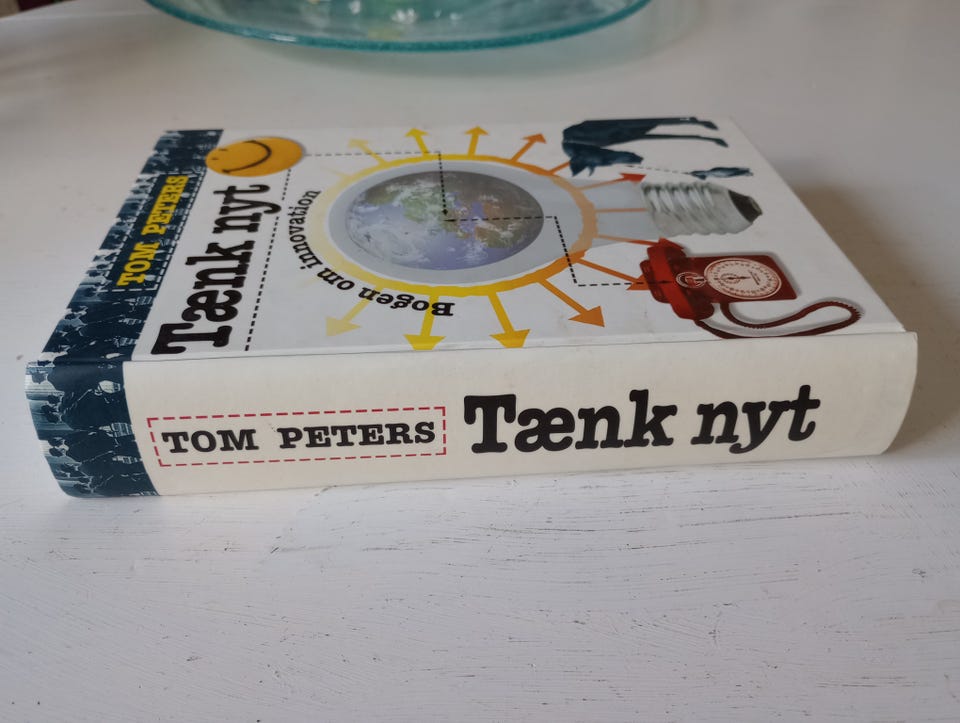 TOM PETERS
Tænk nyt
Bogen om innovation
TOM PETERS Tænk nyt